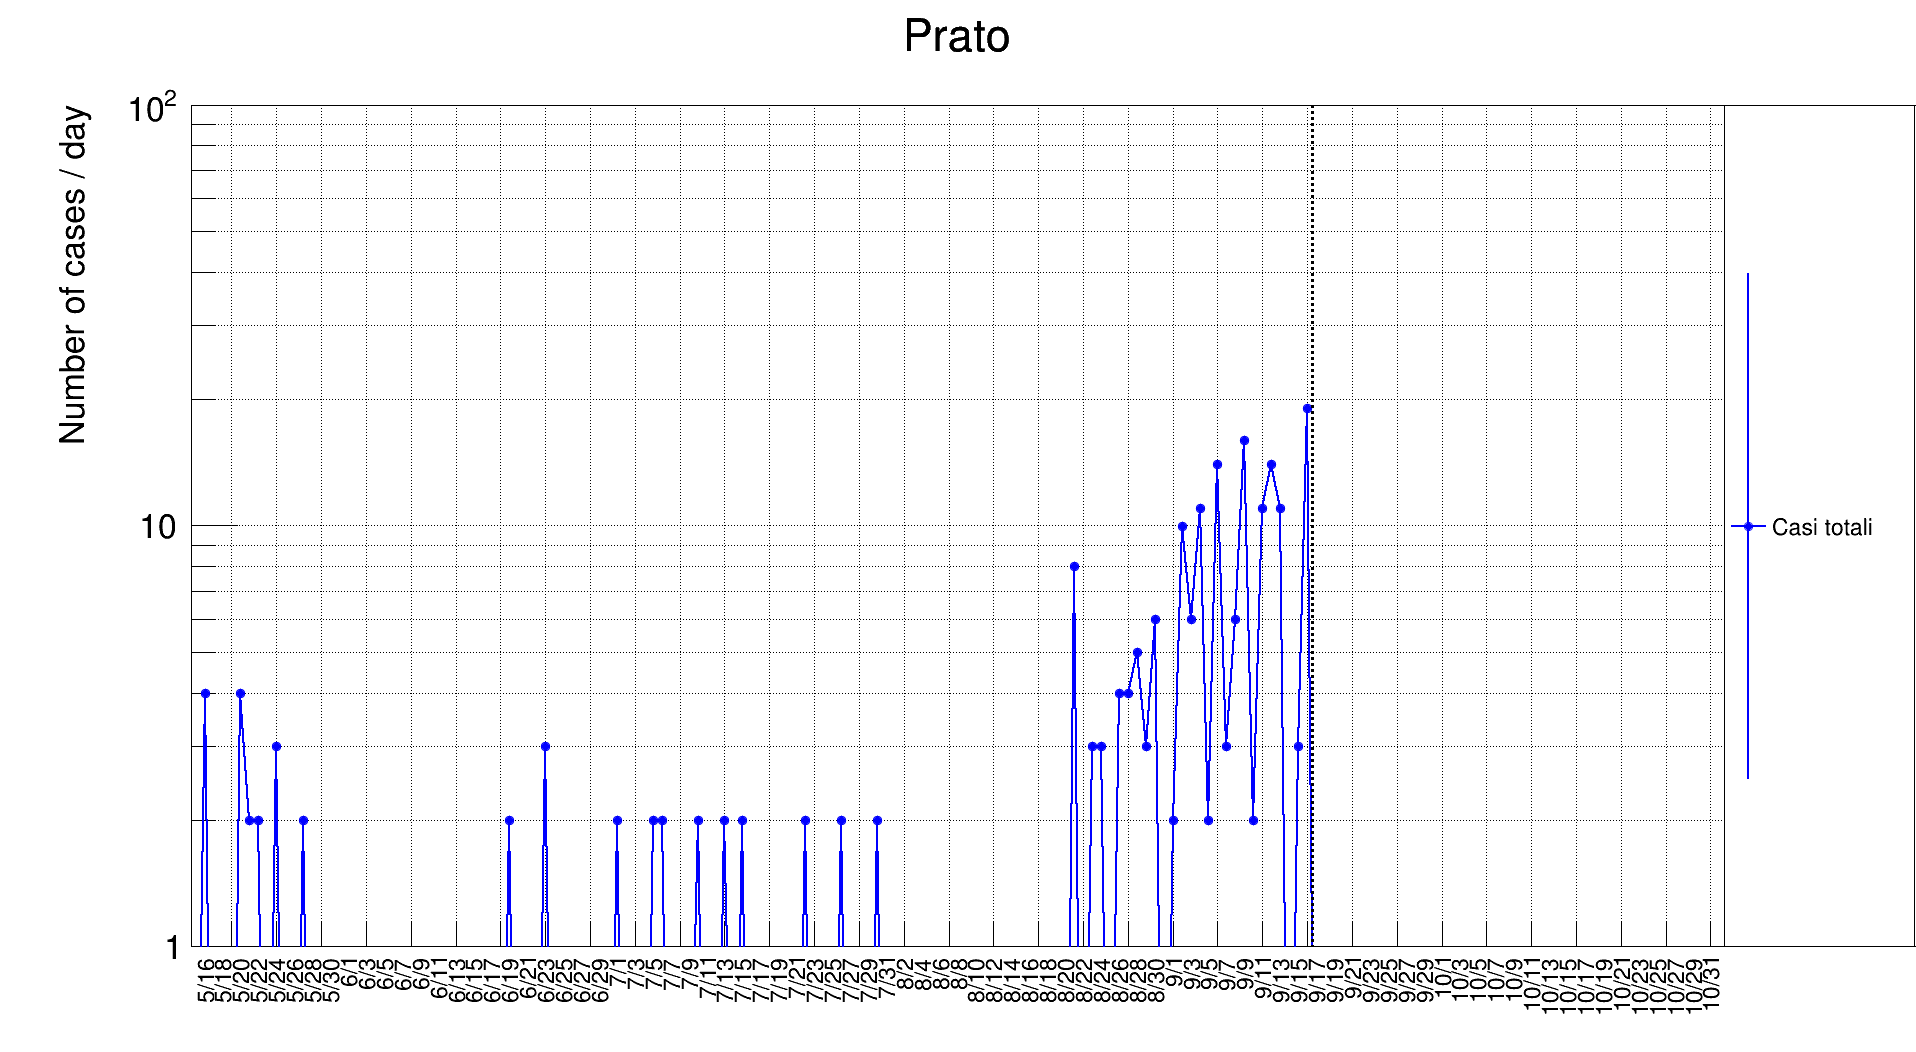 Prato
Number of cases / day
10²
10
1
Casi totali
5/16 5/18 5/20 5/22 5/24 5/26 5/28 5/30 6/1 6/3 6/5 6/7 6/9 6/11 6/13 6/15 6/17 6/19 6/21 6/23 6/25 6/27 6/29 7/1 7/3 7/5 7/7 7/9 7/11 7/13 7/15 7/17 7/19 7/21 7/23 7/25 7/27 7/29 7/31 8/2 8/4 8/6 8/8 8/10 8/12 8/14 8/16 8/18 8/20 8/22 8/24 8/26 8/28 8/30 9/1 9/3 9/5 9/7 9/9 9/11 9/13 9/15 9/17 9/19 9/21 9/23 9/25 9/27 9/29 10/1 10/3 10/5 10/7 10/9 10/11 10/13 10/15 10/17 10/19 10/21 10/23 10/25 10/27 10/29 10/31